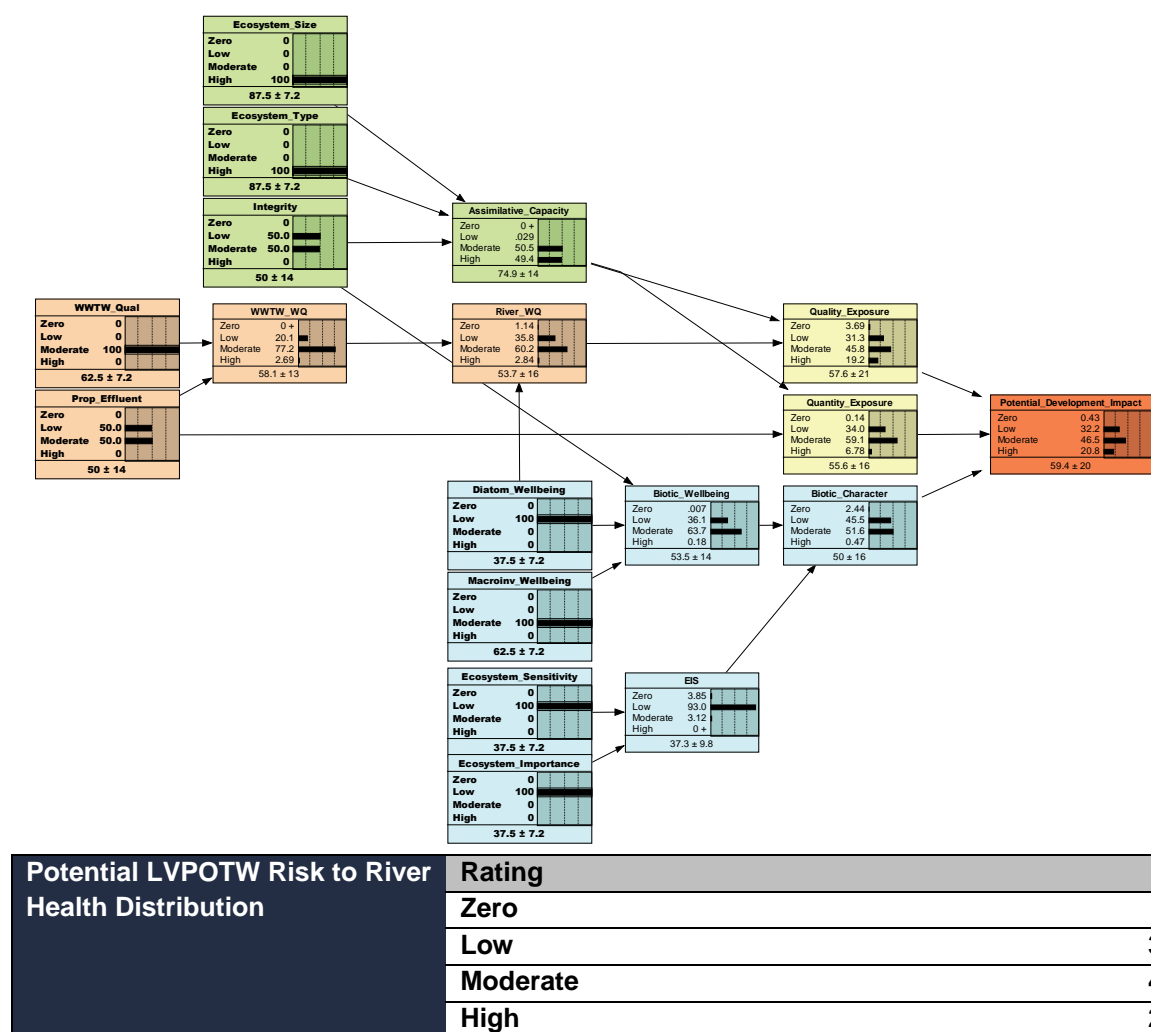 Ecosystem_Size
Zero 0
Low 0
Moderate 0
High 100
87.5 ± 7.2
Ecosystem_Type
Zero 0
Low 0
Moderate 0
High 100
87.5 ± 7.2
Integrity
Zero 0
Low 50.0
Moderate 50.0
High 0
50 ± 14
Assimilative_Capacity
Zero 0 +
Low .029
Moderate 50.5
High 49.4
74.9 ± 14
WWTW_Qual
Zero 0
Low 0
Moderate 100
High 0
62.5 ± 7.2
WWTW_WQ
Zero 0 +
Low 20.1
Moderate 77.2
High 2.69
58.1 ± 13
River_WQ
Zero 1.14
Low 35.8
Moderate 60.2
High 2.84
53.7 ± 16
Quality_Exposure
Zero 3.69
Low 31.3
Moderate 45.8
High 19.2
57.6 ± 21
Prop_Effluent
Zero 0
Low 50.0
Moderate 50.0
High 0
50 ± 14
Quantity_Exposure
Zero 0.14
Low 34.0
Moderate 59.1
High 6.78
55.6 ± 16
Potential_Development_Impact
Zero 0.43
Low 32.2
Moderate 46.5
High 20.8
59.4 ± 20
Diatom_Wellbeing
Zero 0
Low 100
Moderate 0
High 0
37.5 ± 7.2
Biotic_Wellbeing
Zero .007
Low 36.1
Moderate 63.7
High 0.18
53.5 ± 14
Biotic_Character
Zero 2.44
Low 45.5
Moderate 51.6
High 0.47
50 ± 16
Macroinv_Wellbeing
Zero 0
Low 0
Moderate 100
High 0
62.5 ± 7.2
Ecosystem_Sensitivity
Zero 0
Low 100
Moderate 0
High 0
37.5 ± 7.2
EIS
Zero 3.85
Low 93.0
Moderate 3.12
High 0 +
37.3 ± 9.8
Ecosystem_Importance
Zero 0
Low 100
Moderate 0
High 0
37.5 ± 7.2
Potential LVPOTW Risk to River
Health Distribution
Rating
Zero
Low
Moderate
High